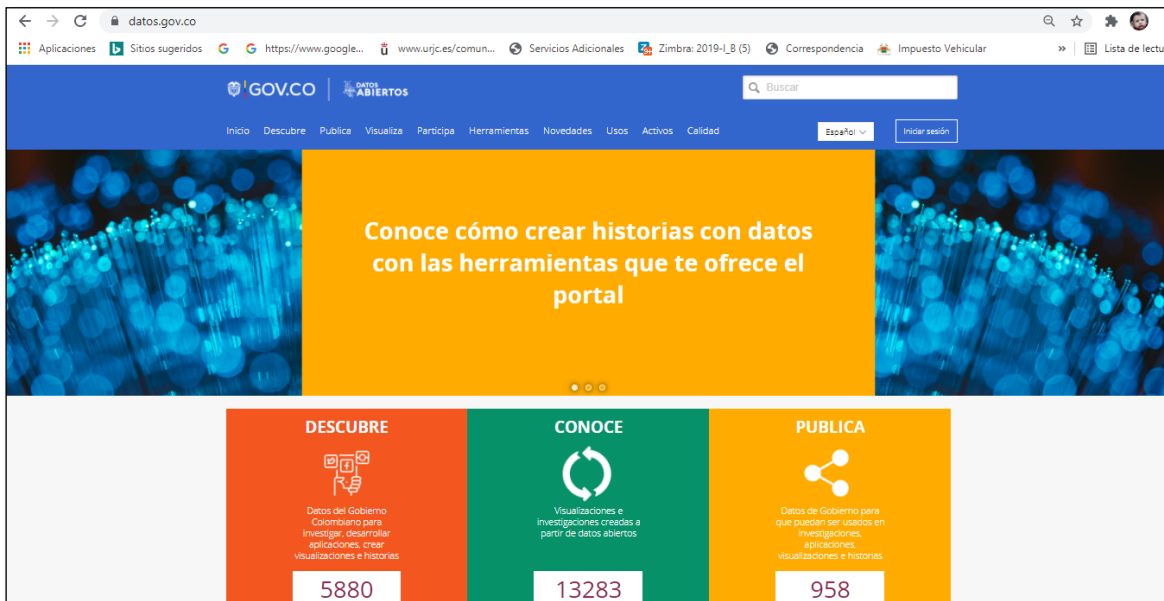 datos.gov.co
Aplicaciones Sitios sugeridos G G https://www.google... www.urjc.es/comun... Servicios Adicionales Zimbra: 2019-I_B (5) Correspondencia Impuesto Vehicular » Lista de lectu
GOV.CO DATOS ABIERTOS Buscar
Inicio Descubre Publica Visualiza Participa Herramientas Novedades Usos Activos Calidad Español Iniciar sesión
Conoce cómo crear historias con datos
con las herramientas que te ofrece el
portal
DESCUBRE
Datos del Gobierno
Colombiano para
investigar, desarrollar
aplicaciones, crear
visualizaciones e historias
5880
CONOCE
Visualizaciones e
investigaciones creadas a
partir de datos abiertos
13283
PUBLICA
Datos de Gobierno para
que puedan ser usados en
investigaciones,
aplicaciones,
visualizaciones e historias
958